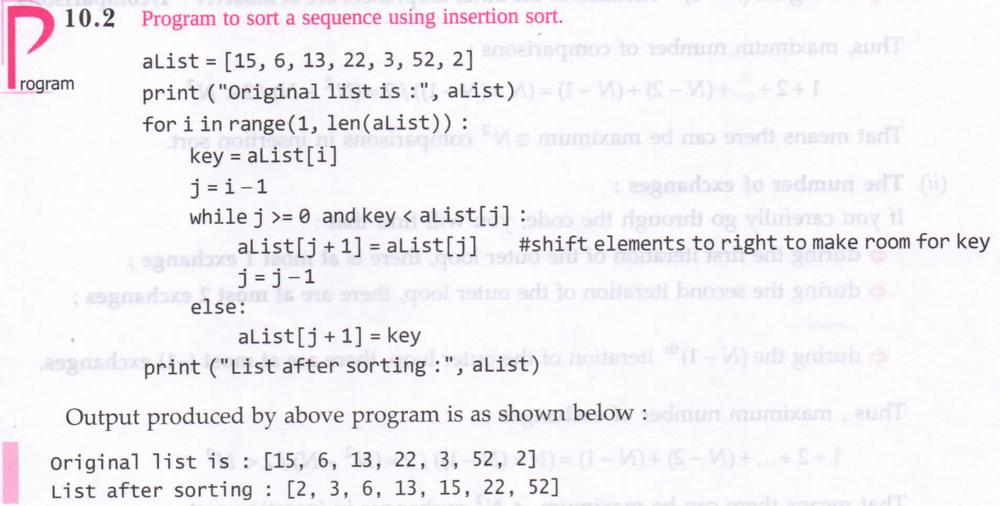 Program
10.2 Program to sort a sequence using insertion sort.
aList = [15, 6, 13, 22, 3, 52, 2]
print ("Original list is :", aList)
for i in range(1, len(aList)) :
key = aList[i]
j = i – 1
while j >= 0 and key < aList[j] :
aList[j + 1] = aList[j] #shift elements to right to make room for key
j = j – 1
else:
aList[j + 1] = key
print ("List after sorting :", aList)
Output produced by above program is as shown below :
Original list is : [15, 6, 13, 22, 3, 52, 2]
List after sorting : [2, 3, 6, 13, 15, 22, 52]